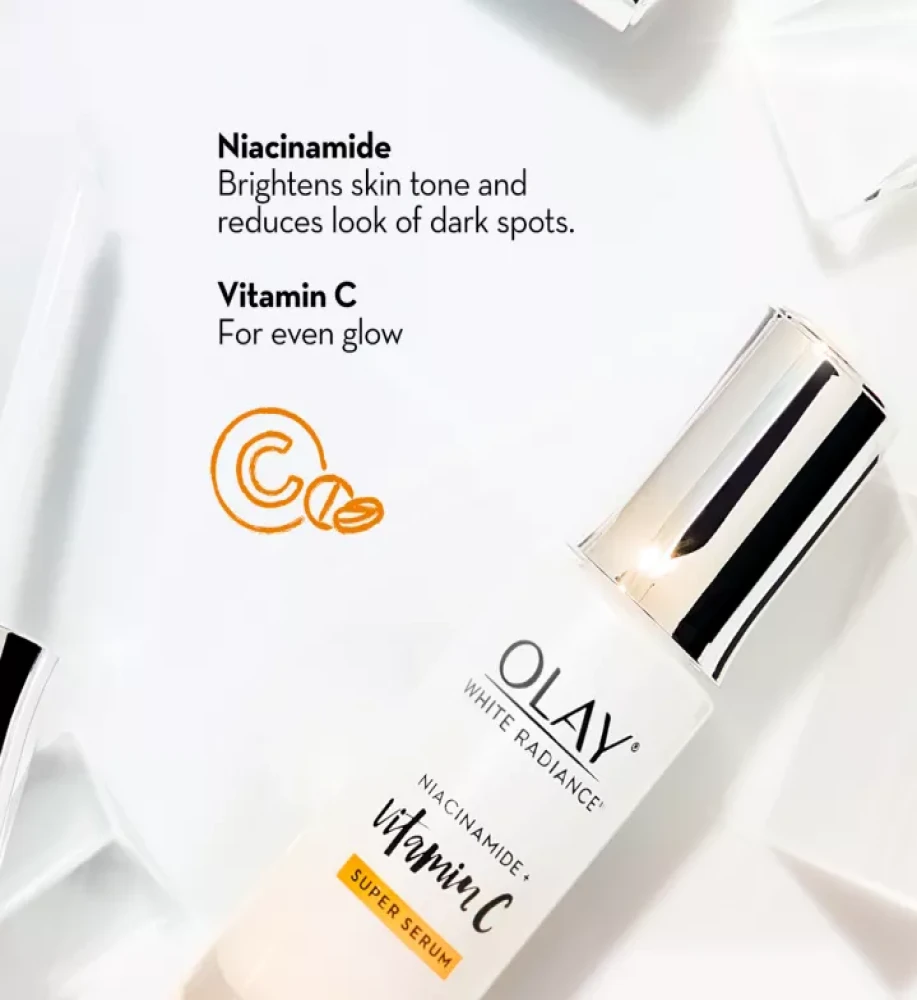 Niacinamide
Brightens skin tone and
reduces look of dark spots.
Vitamin C
For even glow
C
OLAY®
WHITE RADIANCE
NIACINAMIDE+
vitamin C
SUPER SERUM